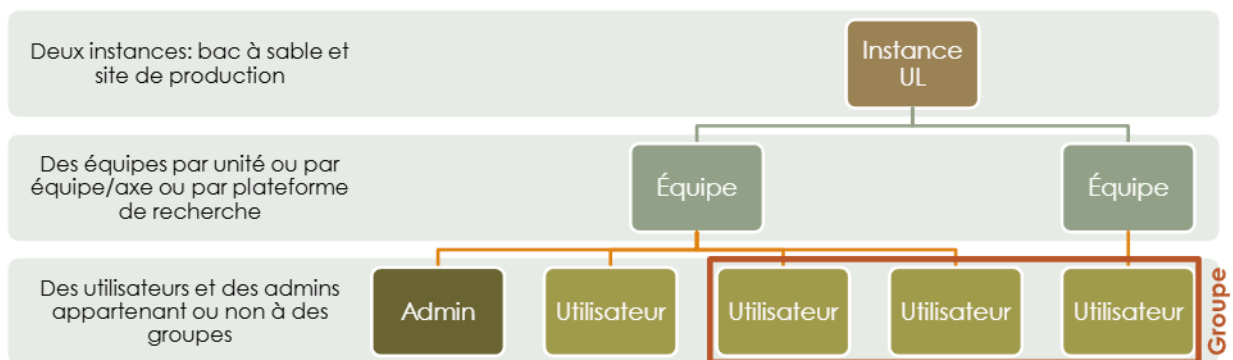 Deux instances: bac à sable et
site de production
Instance
UL
Des équipes par unité ou par
équipe/axe ou par plateforme
de recherche
Équipe
Équipe
Des utilisateurs et des admins
appartenant ou non à des
groupes
Admin
Utilisateur
Utilisateur
Utilisateur
Utilisateur
Groupe